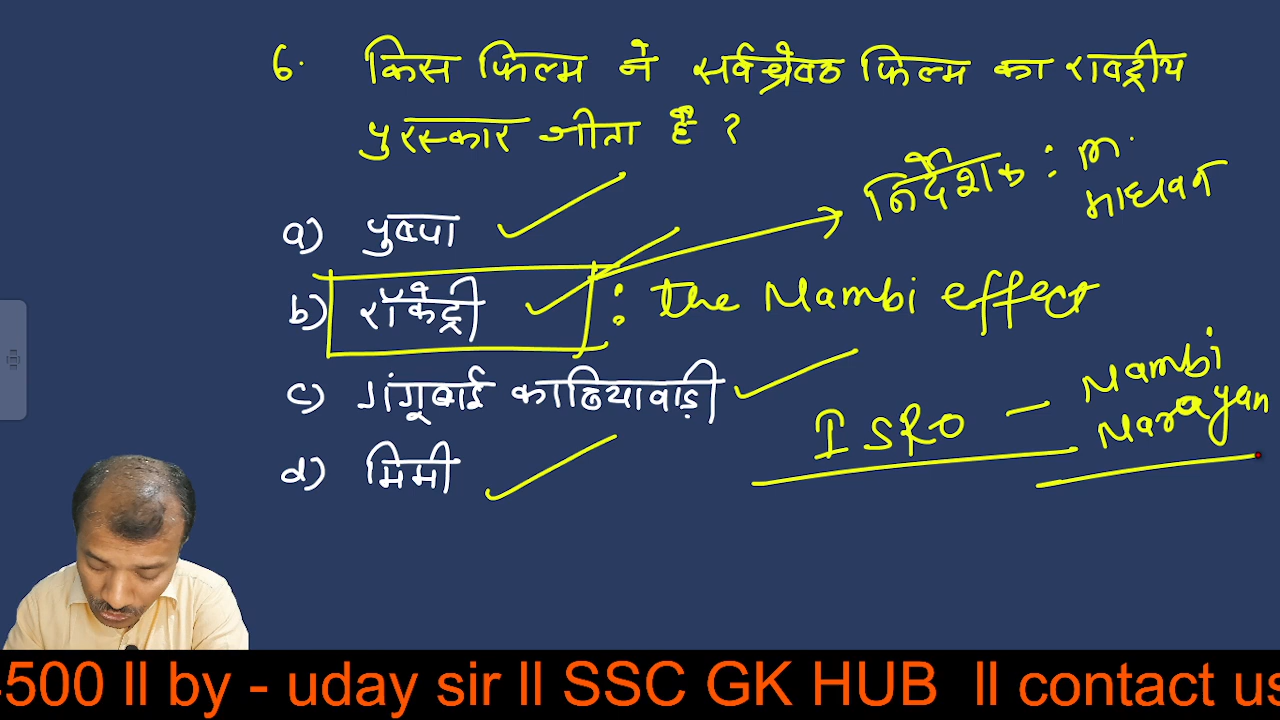 6. किस फिल्म ने सर्वश्रेष्ठ फिल्म का राष्ट्रीय
पुरस्कार जीता है ?
a) पुष्पा
निर्देशक : m.
माधवन
b) रॉकेट्री : the Nambi effect
c) गंगूबाई काठियावाड़ी
ISRO — Nambi
Narayan
d) मिमी
4500 ll by - uday sir ll SSC GK HUB ll contact us